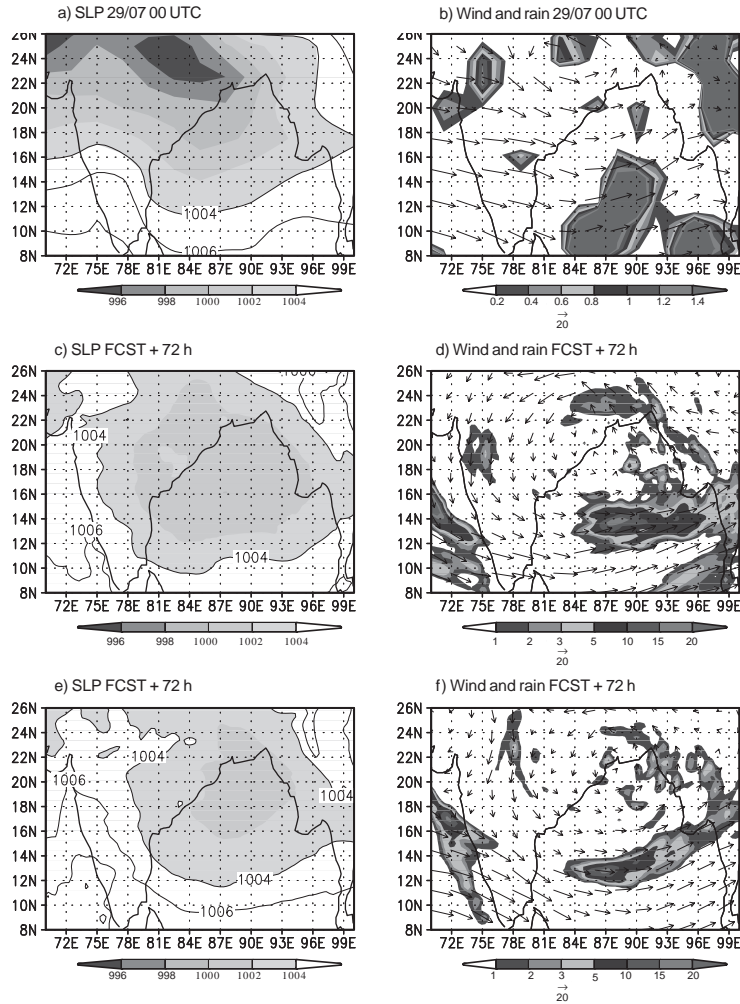 a) SLP 29/07 00 UTC
b) Wind and rain 29/07 00 UTC
26N
24N
22N
20N
18N
16N
14N
12N
10N
8N
1004
1006
72E 75E 78E 81E 84E 87E 90E 93E 96E 99E
996 998 1000 1002 1004
26N
24N
22N
20N
18N
16N
14N
12N
10N
8N
72E 75E 78E 81E 84E 87E 90E 93E 96E 99E
0.2 0.4 0.6 0.8 1 1.2 1.4
→
20
c) SLP FCST + 72 h
d) Wind and rain FCST + 72 h
26N
24N
22N
20N
18N
16N
14N
12N
10N
8N
1004
1006
1004
72E 75E 78E 81E 84E 87E 90E 93E 96E 99E
996 998 1000 1002 1004
26N
24N
22N
20N
18N
16N
14N
12N
10N
8N
72E 75E 78E 81E 84E 87E 90E 93E 96E 99E
1 2 3 5 10 15 20
→
20
e) SLP FCST + 72 h
f) Wind and rain FCST + 72 h
26N
24N
22N
20N
18N
16N
14N
12N
10N
8N
1004
1006
1004
1004
1006
72E 75E 78E 81E 84E 87E 90E 93E 96E 99E
996 998 1000 1002 1004
26N
24N
22N
20N
18N
16N
14N
12N
10N
8N
72E 75E 78E 81E 84E 87E 90E 93E 96E 99E
1 2 3 5 10 15 20
→
20